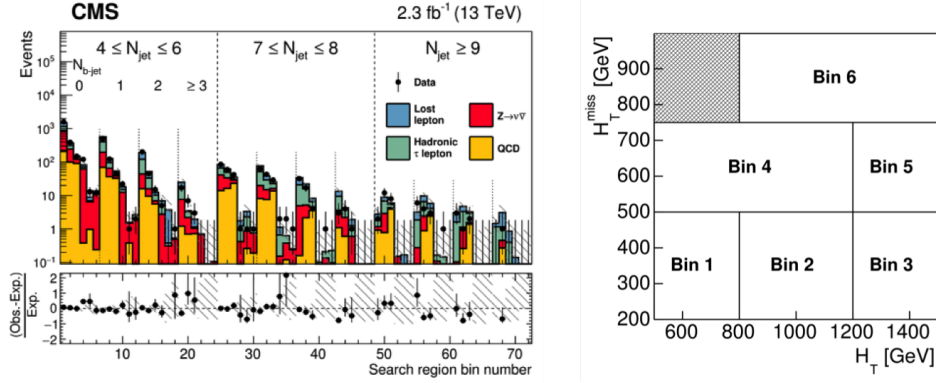 CMS 2.3 fb⁻¹ (13 TeV)
Events
4 ≤ N_jet ≤ 6 7 ≤ N_jet ≤ 8 N_jet ≥ 9
N_b-jet
0 1 2 ≥ 3
Data
Lost lepton
Z→νν̄
Hadronic τ lepton
QCD
10⁵
10⁴
10³
10²
10
1
10⁻¹
(Obs.-Exp.)
Exp.
2
1
0
−1
−2
10 20 30 40 50 60 70
Search region bin number
H_T^miss [GeV]
900
800
700
600
500
400
300
200
Bin 6
Bin 4 Bin 5
Bin 1 Bin 2 Bin 3
600 800 1000 1200 1400
H_T [GeV]